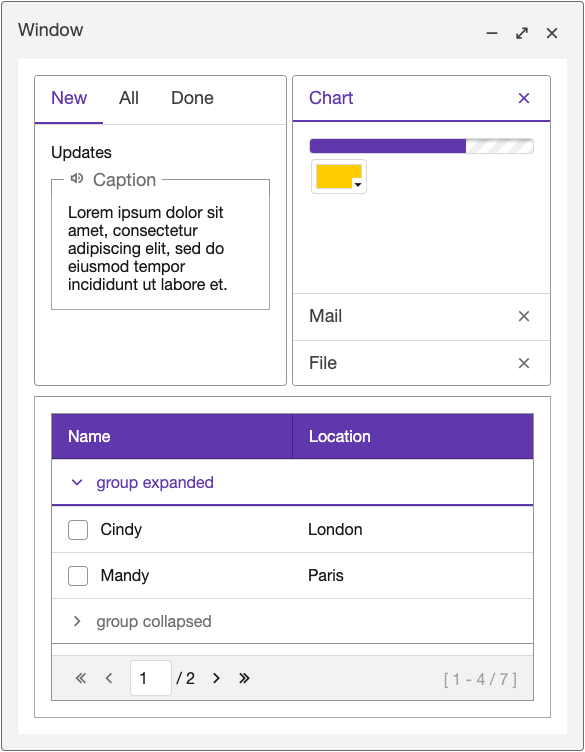 Window
New All Done
Updates
Caption
Lorem ipsum dolor sit
amet, consectetur
adipiscing elit, sed do
eiusmod tempor
incididunt ut labore et.
Chart
Mail
File
Name Location
group expanded
Cindy London
Mandy Paris
group collapsed
1 / 2 [ 1 - 4 / 7 ]